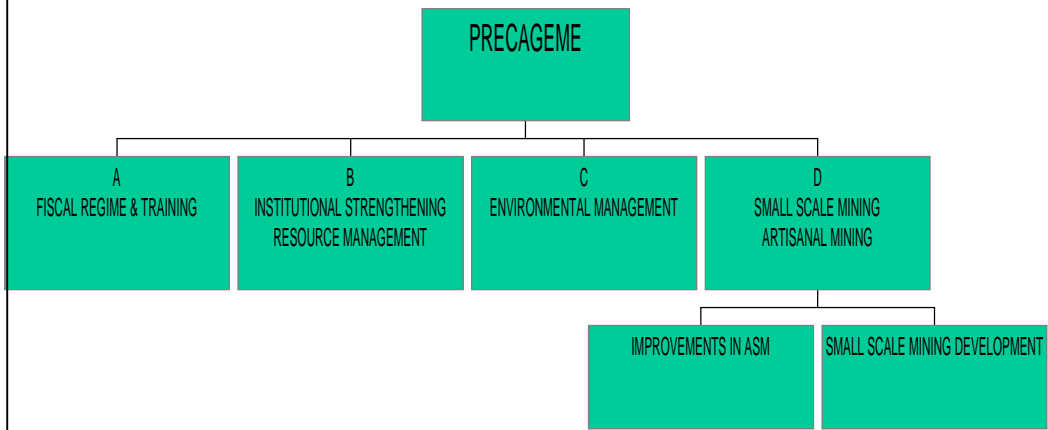 PRECAGEME
A
FISCAL REGIME & TRAINING
B
INSTITUTIONAL STRENGTHENING
RESOURCE MANAGEMENT
C
ENVIRONMENTAL MANAGEMENT
D
SMALL SCALE MINING
ARTISANAL MINING
IMPROVEMENTS IN ASM
SMALL SCALE MINING DEVELOPMENT